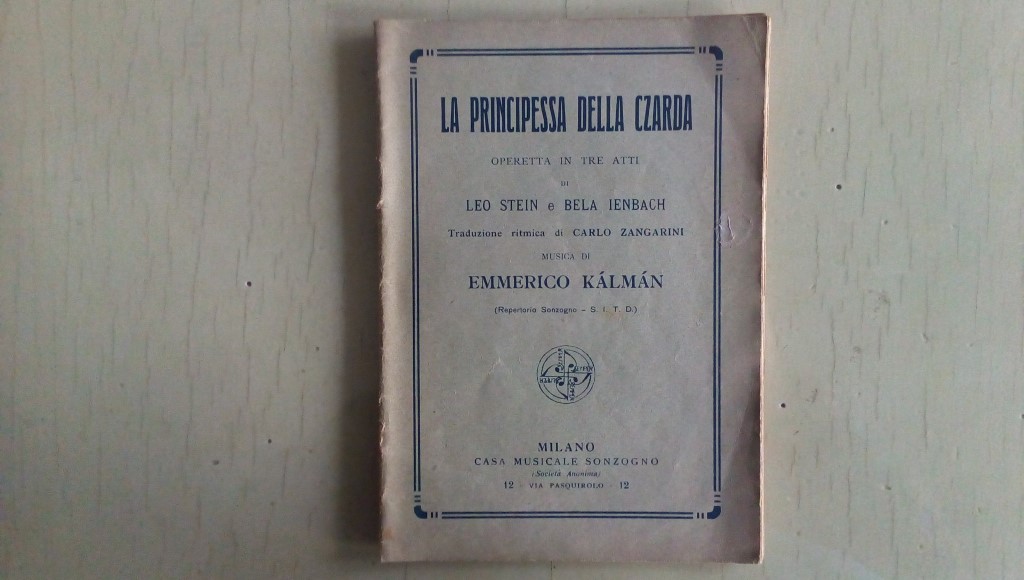 LA PRINCIPESSA DELLA CZARDA
OPERETTA IN TRE ATTI
DI
LEO STEIN e BELA IENBACH
Traduzione ritmica di CARLO ZANGARINI
MUSICA DI
EMMERICO KÁLMÁN
(Repertorio Sonzogno - S. I. T. D.)
MILANO
CASA MUSICALE SONZOGNO
(Società Anonima)
12 - VIA PASQUIROLO - 12